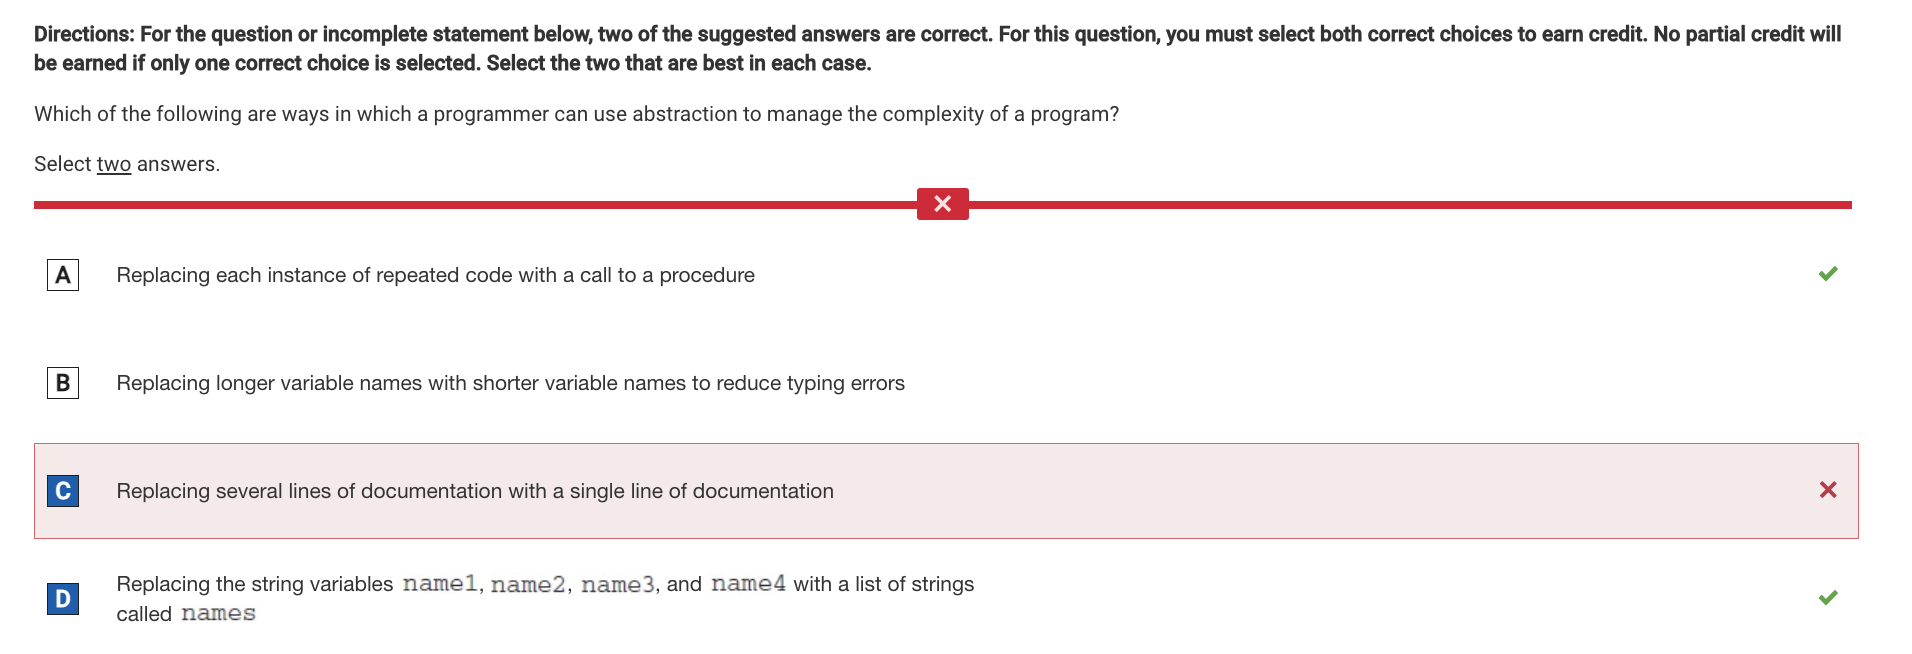 Directions: For the question or incomplete statement below, two of the suggested answers are correct. For this question, you must select both correct choices to earn credit. No partial credit will
be earned if only one correct choice is selected. Select the two that are best in each case.
Which of the following are ways in which a programmer can use abstraction to manage the complexity of a program?
Select two answers.
A Replacing each instance of repeated code with a call to a procedure
B Replacing longer variable names with shorter variable names to reduce typing errors
C Replacing several lines of documentation with a single line of documentation
D Replacing the string variables name1, name2, name3, and name4 with a list of strings
called names